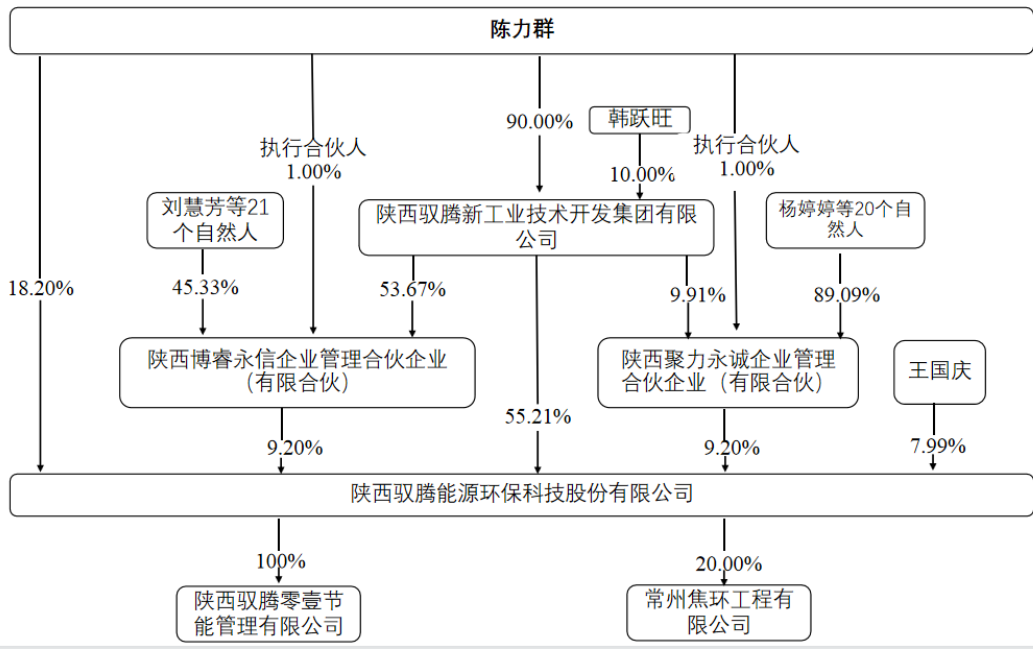 陈力群
90.00%
韩跃旺
执行合伙人
1.00%
10.00%
执行合伙人
1.00%
刘慧芳等21
个自然人
陕西驭腾新工业技术开发集团有限
公司
杨婷婷等20个自
然人
18.20%
45.33%
53.67%
9.91%
89.09%
陕西博睿永信企业管理合伙企业
（有限合伙）
陕西聚力永诚企业管理
合伙企业（有限合伙）
王国庆
55.21%
9.20%
9.20%
7.99%
陕西驭腾能源环保科技股份有限公司
100%
20.00%
陕西驭腾零壹节
能管理有限公司
常州焦环工程有
限公司